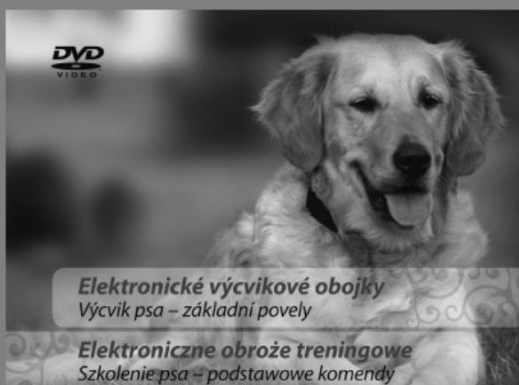 DVD
VIDEO
Elektronické výcvikové obojky
Výcvik psa – základní povely
Elektroniczne obroże treningowe
Szkolenie psa – podstawowe komendy